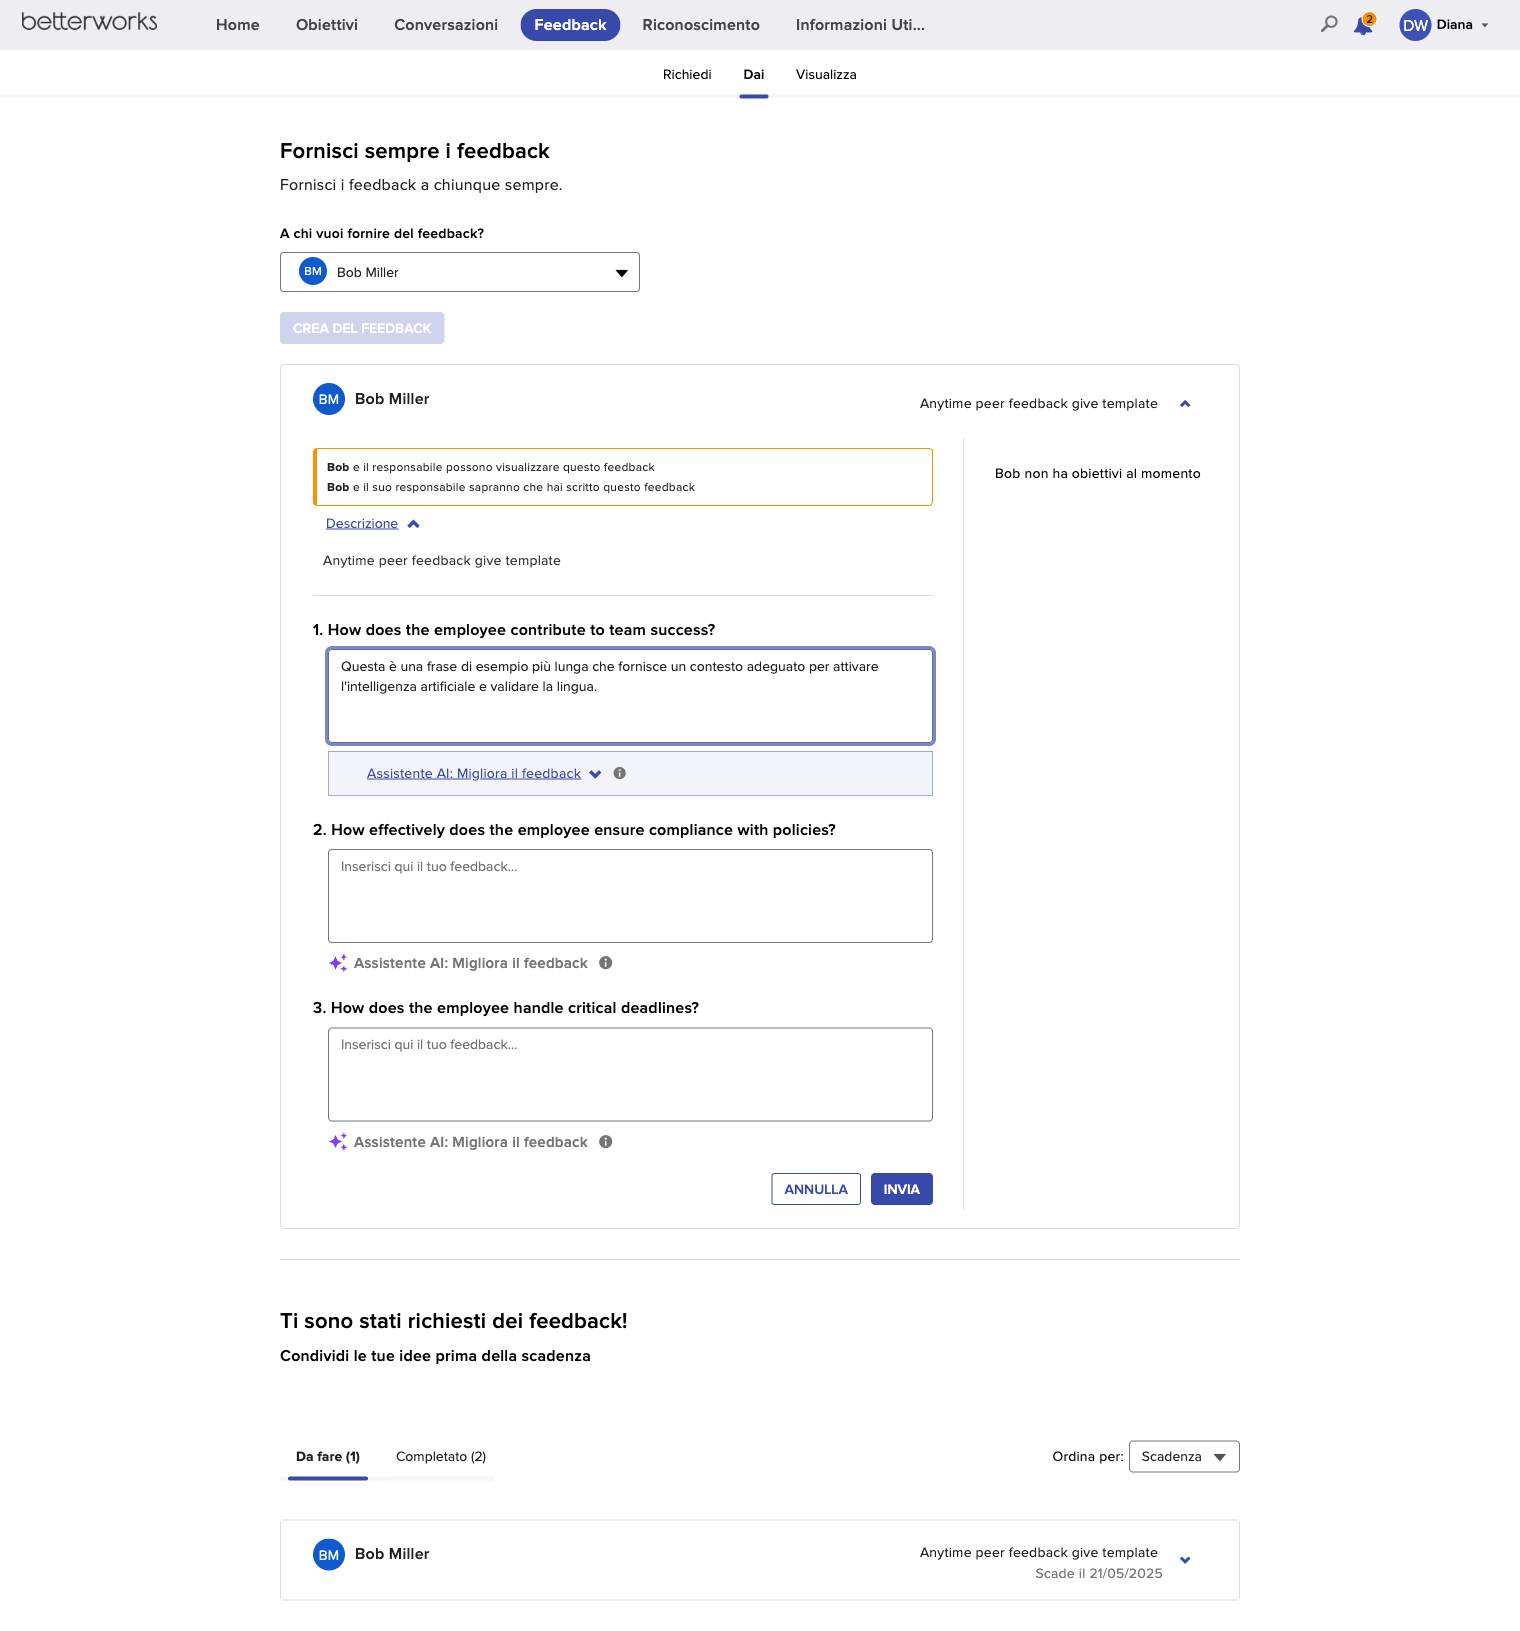 betterworks
Home Obiettivi Conversazioni Feedback Riconoscimento Informazioni Uti...
2
DW Diana
Richiedi Dai Visualizza
Fornisci sempre i feedback
Fornisci i feedback a chiunque sempre.
A chi vuoi fornire del feedback?
BM Bob Miller
CREA DEL FEEDBACK
BM Bob Miller
Anytime peer feedback give template
Bob e il responsabile possono visualizzare questo feedback
Bob e il suo responsabile sapranno che hai scritto questo feedback
Bob non ha obiettivi al momento
Descrizione
Anytime peer feedback give template
1. How does the employee contribute to team success?
Questa è una frase di esempio più lunga che fornisce un contesto adeguato per attivare
l'intelligenza artificiale e validare la lingua.
Assistente AI: Migliora il feedback
2. How effectively does the employee ensure compliance with policies?
Inserisci qui il tuo feedback...
Assistente AI: Migliora il feedback
3. How does the employee handle critical deadlines?
Inserisci qui il tuo feedback...
Assistente AI: Migliora il feedback
ANNULLA INVIA
Ti sono stati richiesti dei feedback!
Condividi le tue idee prima della scadenza
Da fare (1) Completato (2)
Ordina per: Scadenza
BM Bob Miller
Anytime peer feedback give template
Scade il 21/05/2025